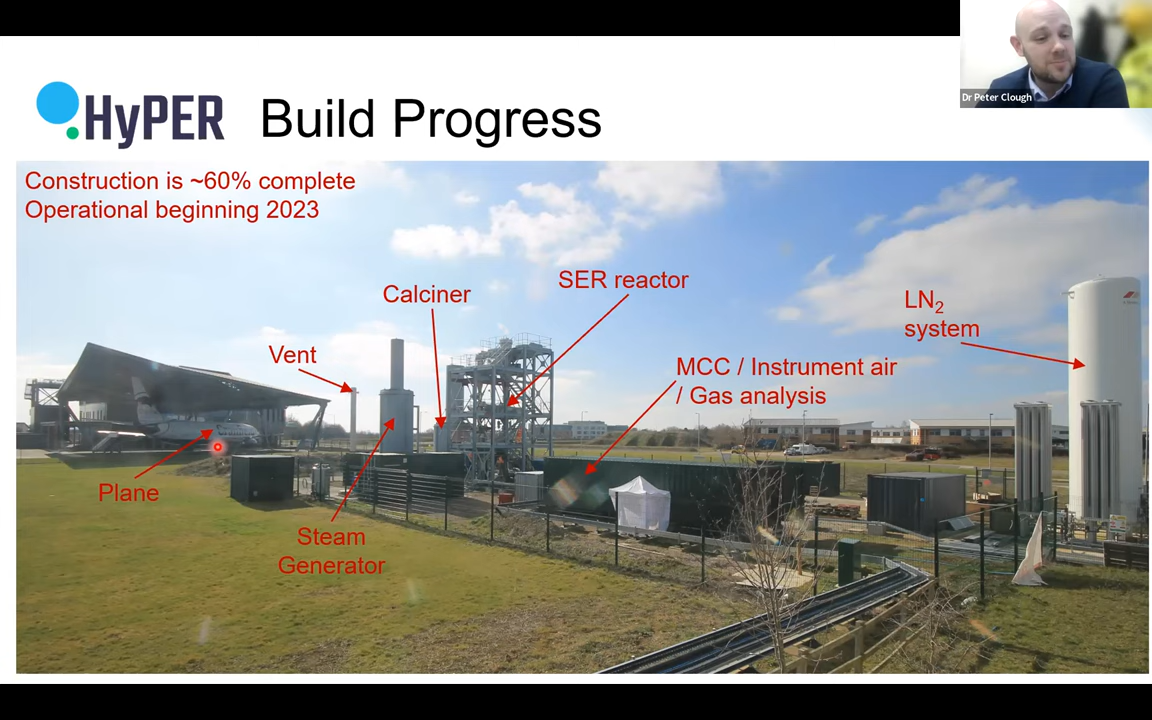 Dr Peter Clough
HyPER
Build Progress
Construction is ~60% complete
Operational beginning 2023
SER reactor
Calciner
LN2
system
Vent
MCC / Instrument air
/ Gas analysis
Plane
Steam
Generator